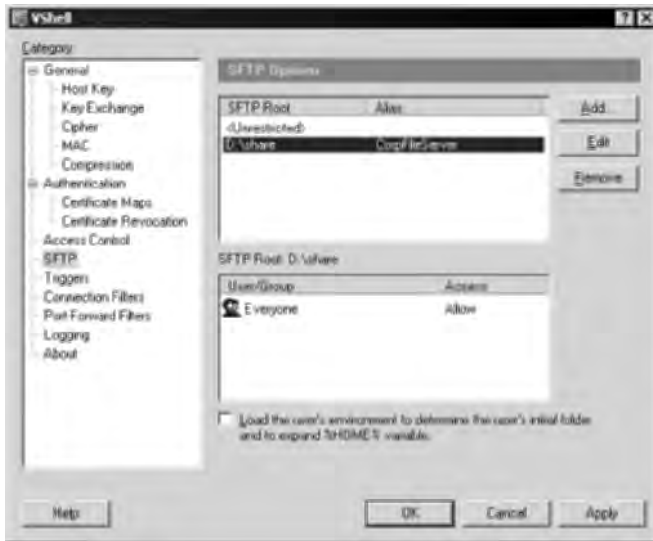 VShell
Category:
General
Host Key
Key Exchange
Cipher
MAC
Compression
Authentication
Certificate Maps
Certificate Revocation
Access Control
SFTP
Triggers
Connection Filters
Port Forward Filters
Logging
About
SFTP Options
SFTP Root Alias
<Unrestricted>
D:\share CorpFileServer
Add...
Edit
Remove
SFTP Root: D:\share
User/Group Access
Everyone Allow
Load the user's environment to determine the user's initial folder
and to expand %HOME% variable.
Help OK Cancel Apply